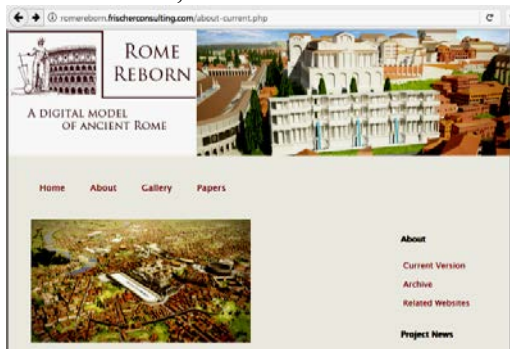 romereborn.frischerconsulting.com/about-current.php
ROME
REBORN
A DIGITAL MODEL
OF ANCIENT ROME
Home About Gallery Papers
About
Current Version
Archive
Related Websites
Project News